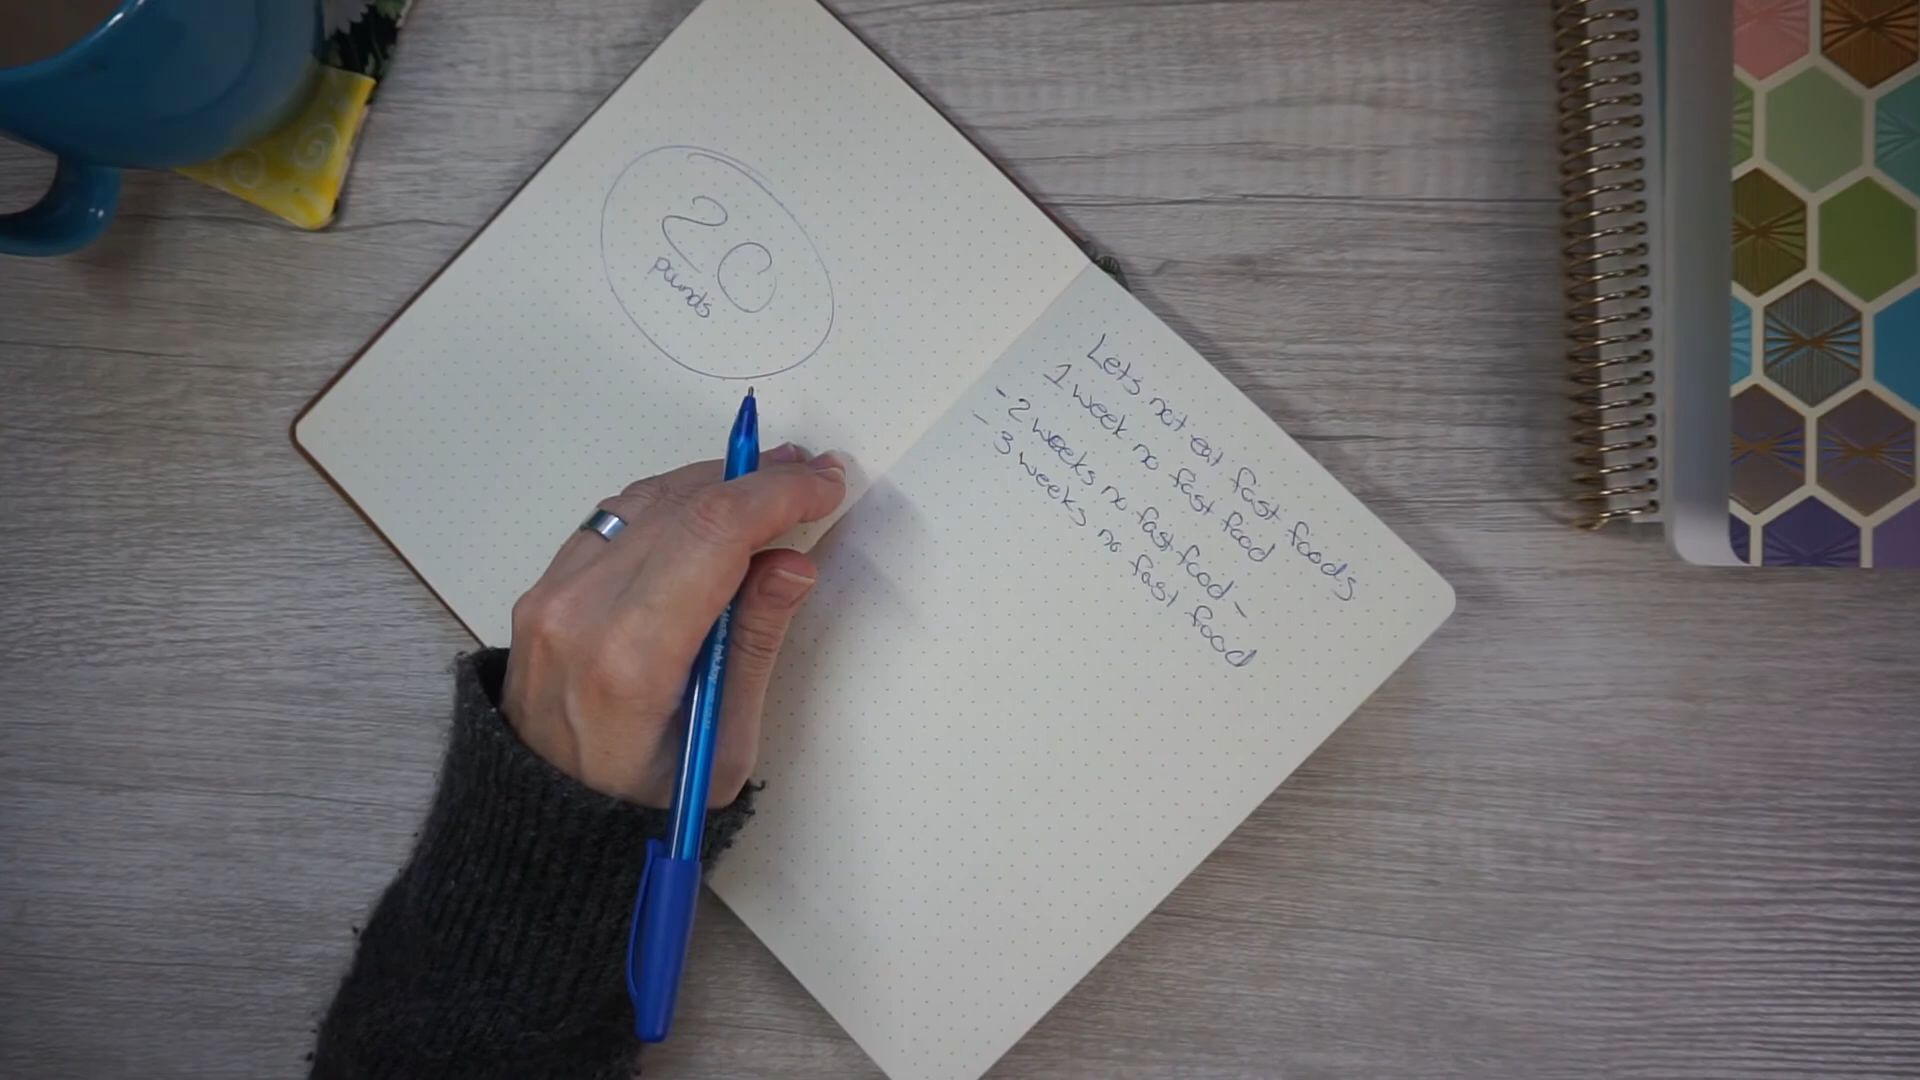 20
pounds
Lets not eat fast foods
1 week no fast food
- 2 weeks no fast food -
- 3 weeks no fast food